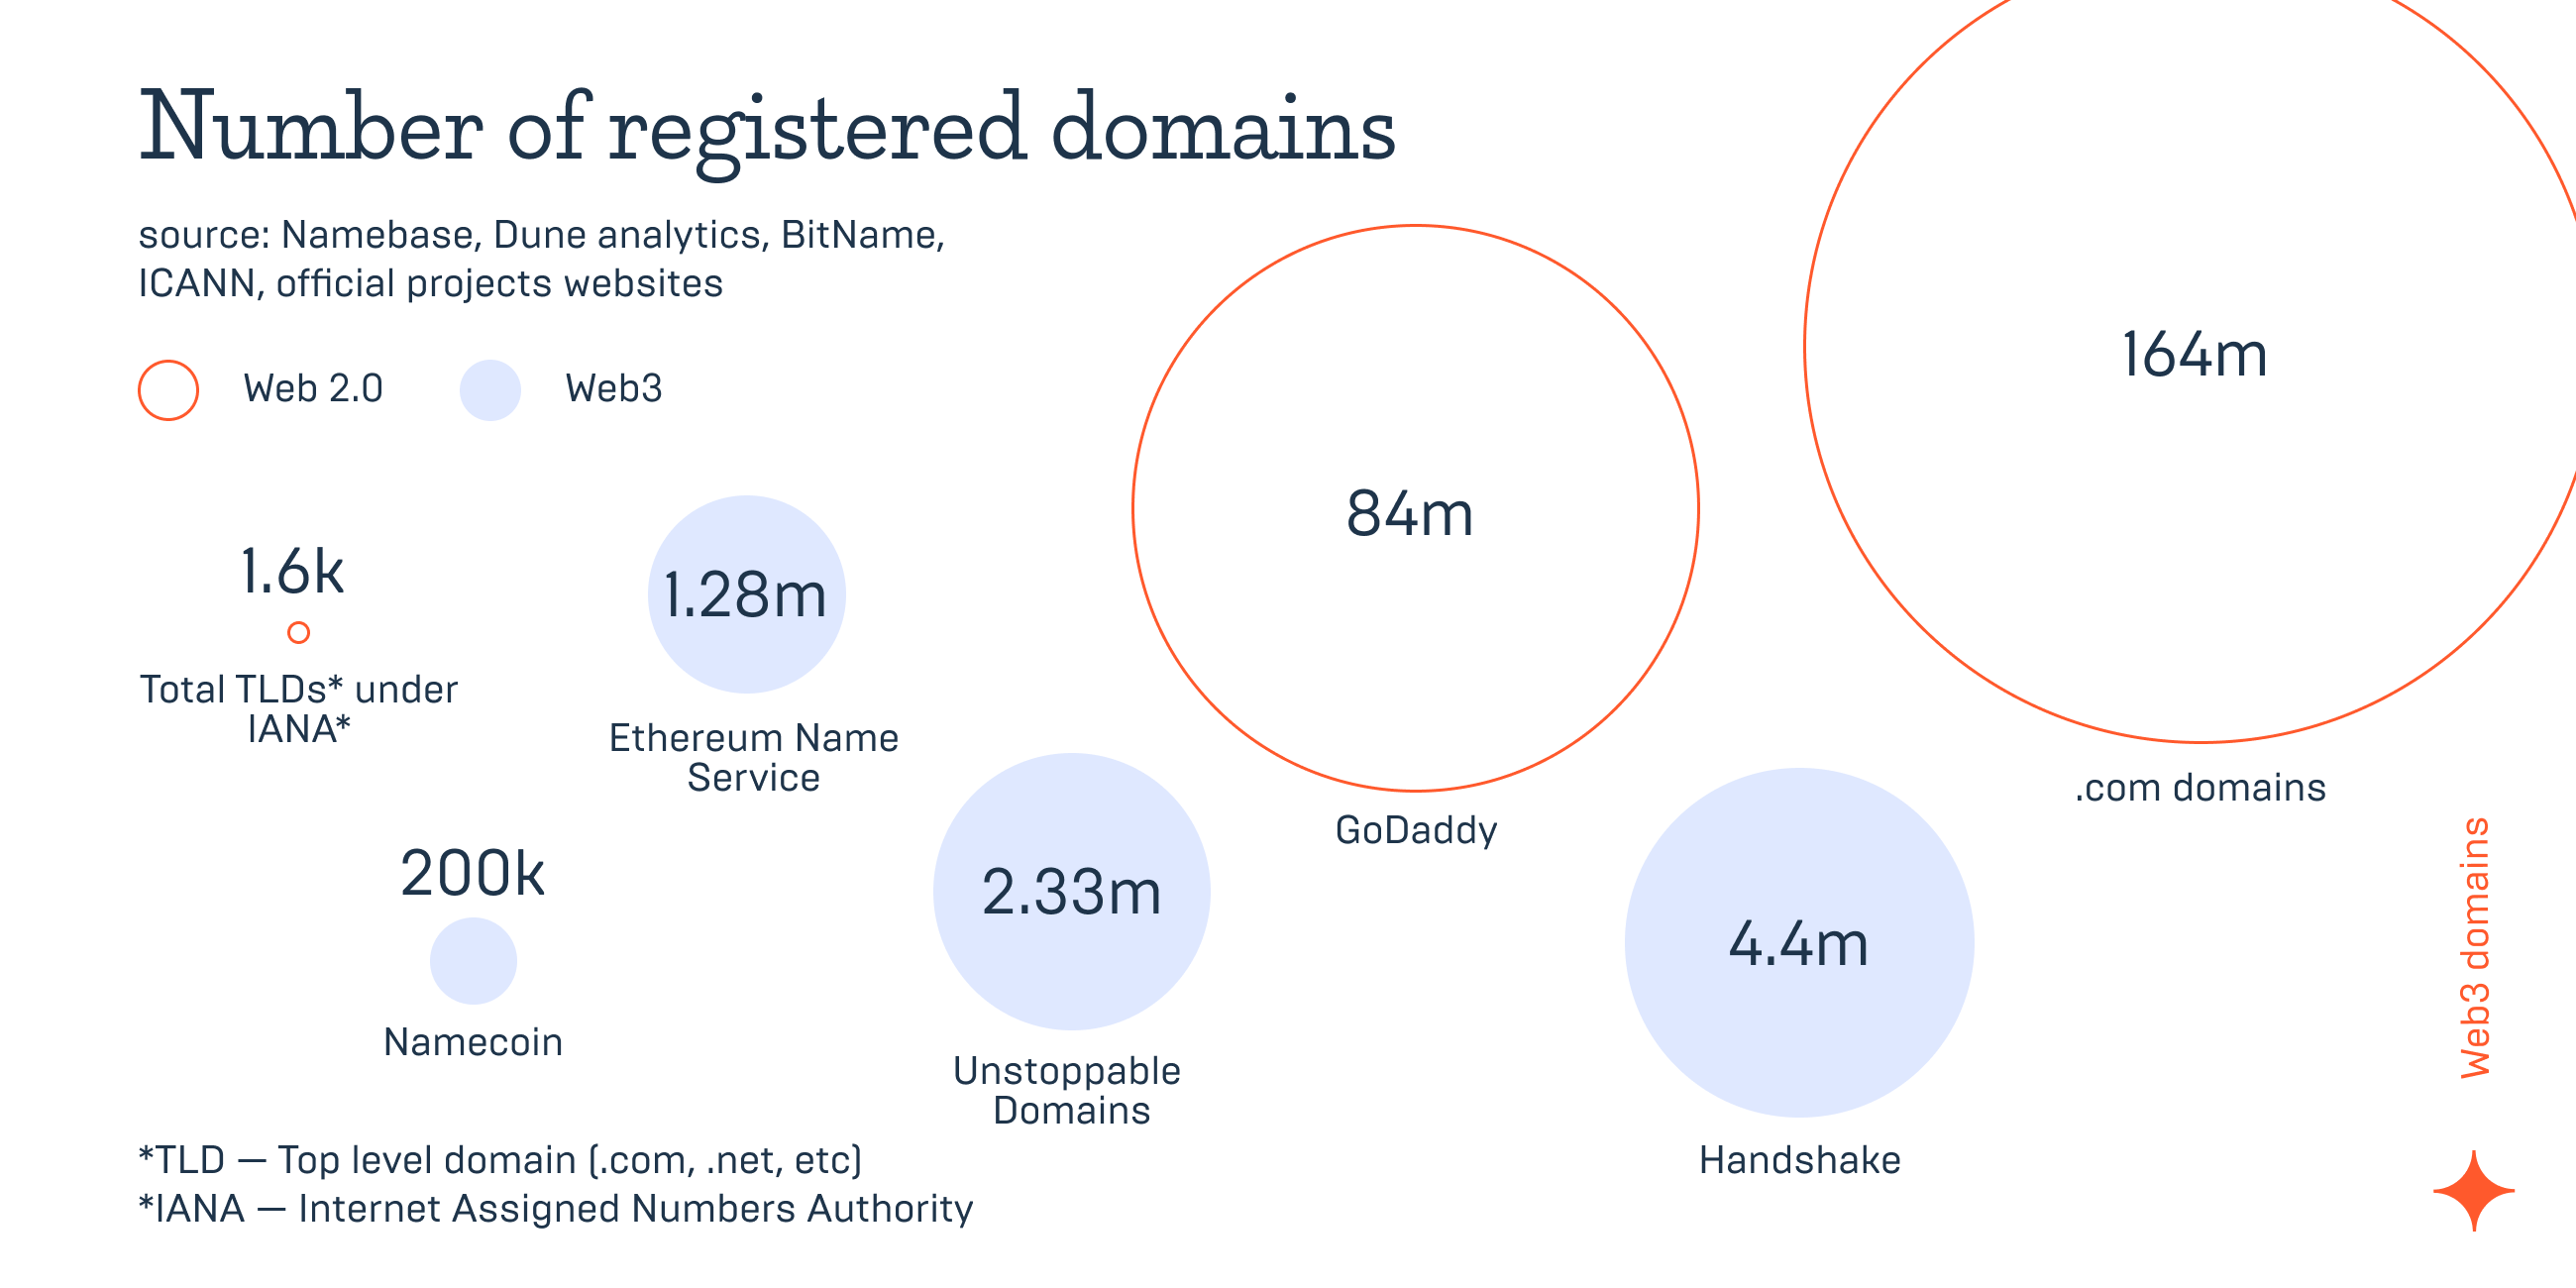 Number of registered domains
source: Namebase, Dune analytics, BitName,
ICANN, official projects websites
Web 2.0
Web3
1.6k
Total TLDs* under
IANA*
200k
Namecoin
1.28m
Ethereum Name
Service
2.33m
Unstoppable
Domains
84m
GoDaddy
4.4m
Handshake
164m
.com domains
Web3 domains
*TLD — Top level domain (.com, .net, etc)
*IANA — Internet Assigned Numbers Authority